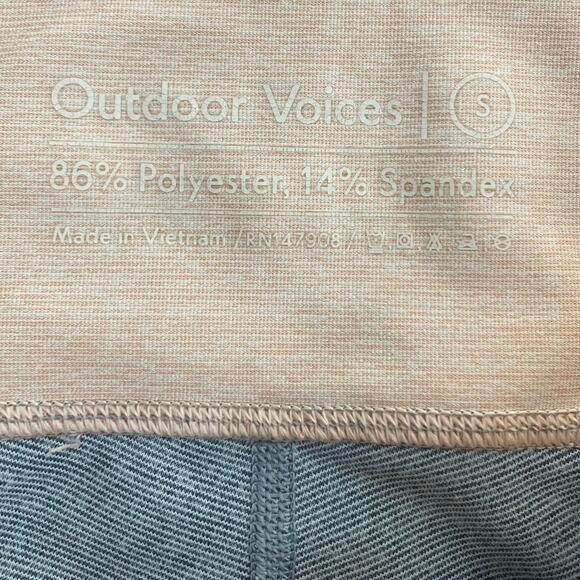 Outdoor Voices | S
86% Polyester, 14% Spandex
Made in Vietnam / RN147908 /